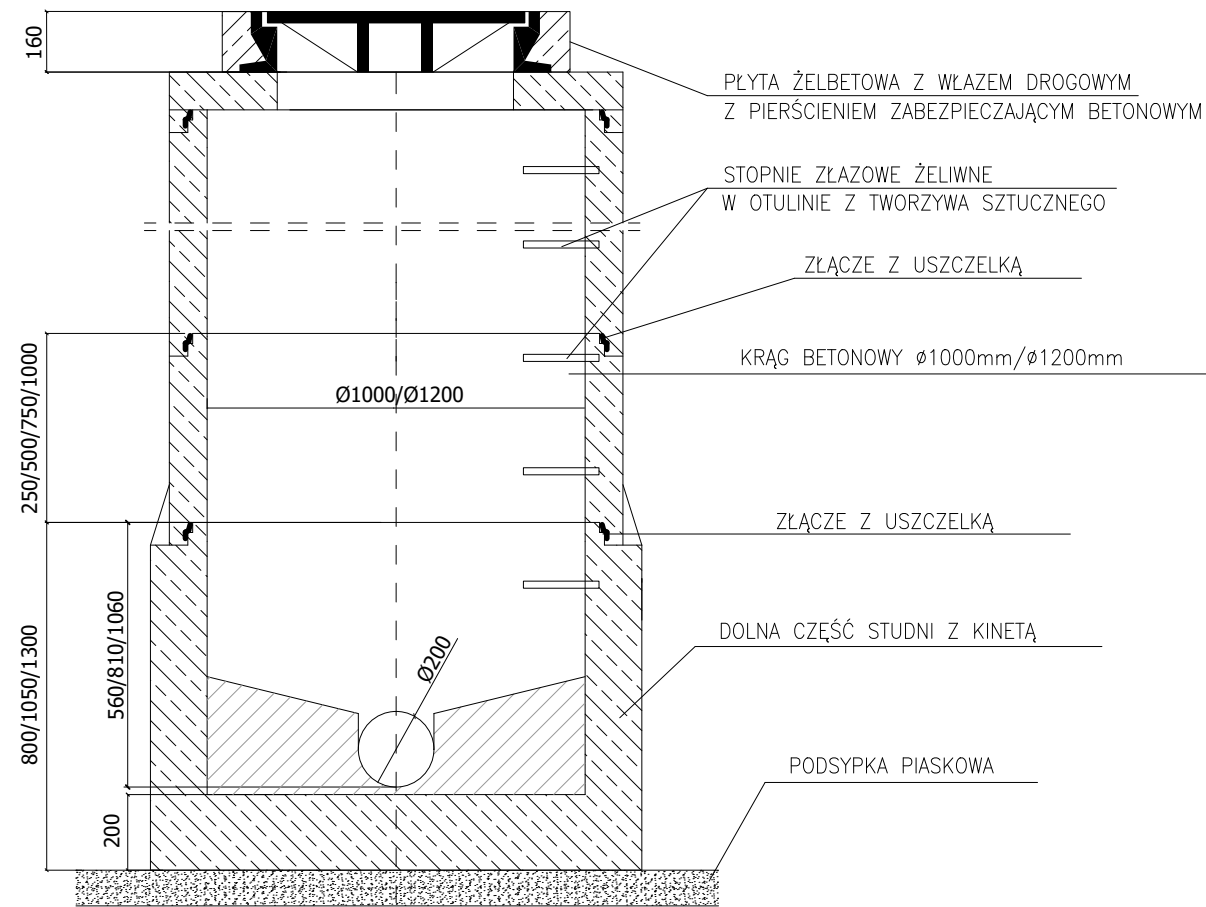 160
PŁYTA ŻELBETOWA Z WŁAZEM DROGOWYM
Z PIERŚCIENIEM ZABEZPIECZAJĄCYM BETONOWYM
STOPNIE ZŁAZOWE ŻELIWNE
W OTULINIE Z TWORZYWA SZTUCZNEGO
ZŁĄCZE Z USZCZELKĄ
KRĄG BETONOWY Ø1000mm/Ø1200mm
250/500/750/1000
Ø1000/Ø1200
ZŁĄCZE Z USZCZELKĄ
800/1050/1300
560/810/1060
Ø200
DOLNA CZĘŚĆ STUDNI Z KINETĄ
PODSYPKA PIASKOWA
200